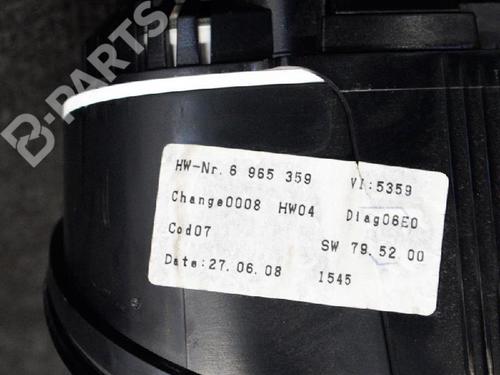 B-PARTS
HW-Nr. 6 965 359 VI:5359
Change0008 HW04 Diag06E0
Cod07 SW 79.52 00
Date:27.06.08 1545